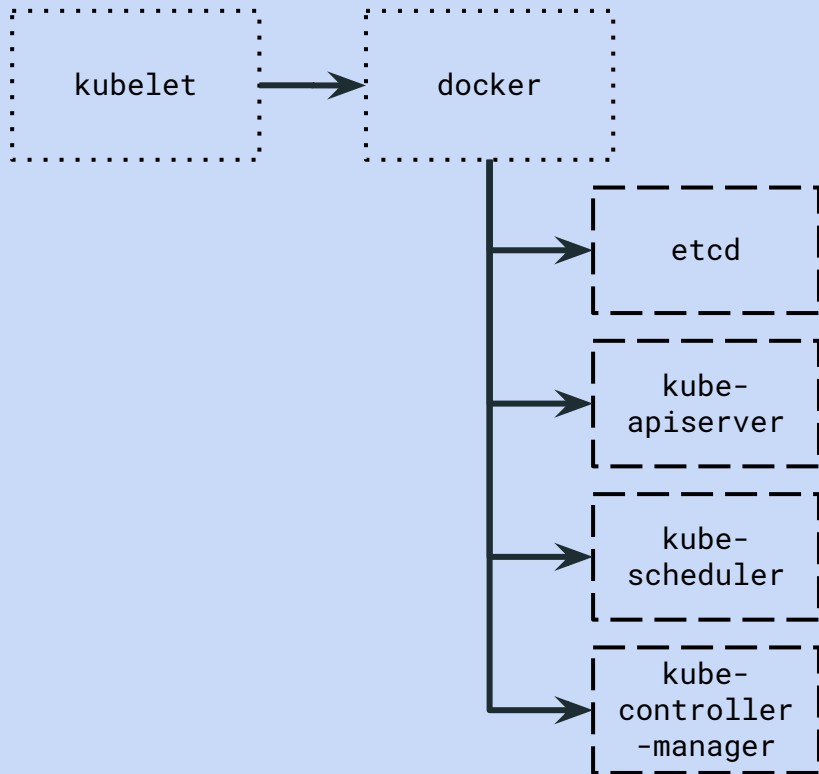 kubelet
docker
etcd
kube-
apiserver
kube-
scheduler
kube-
controller
-manager